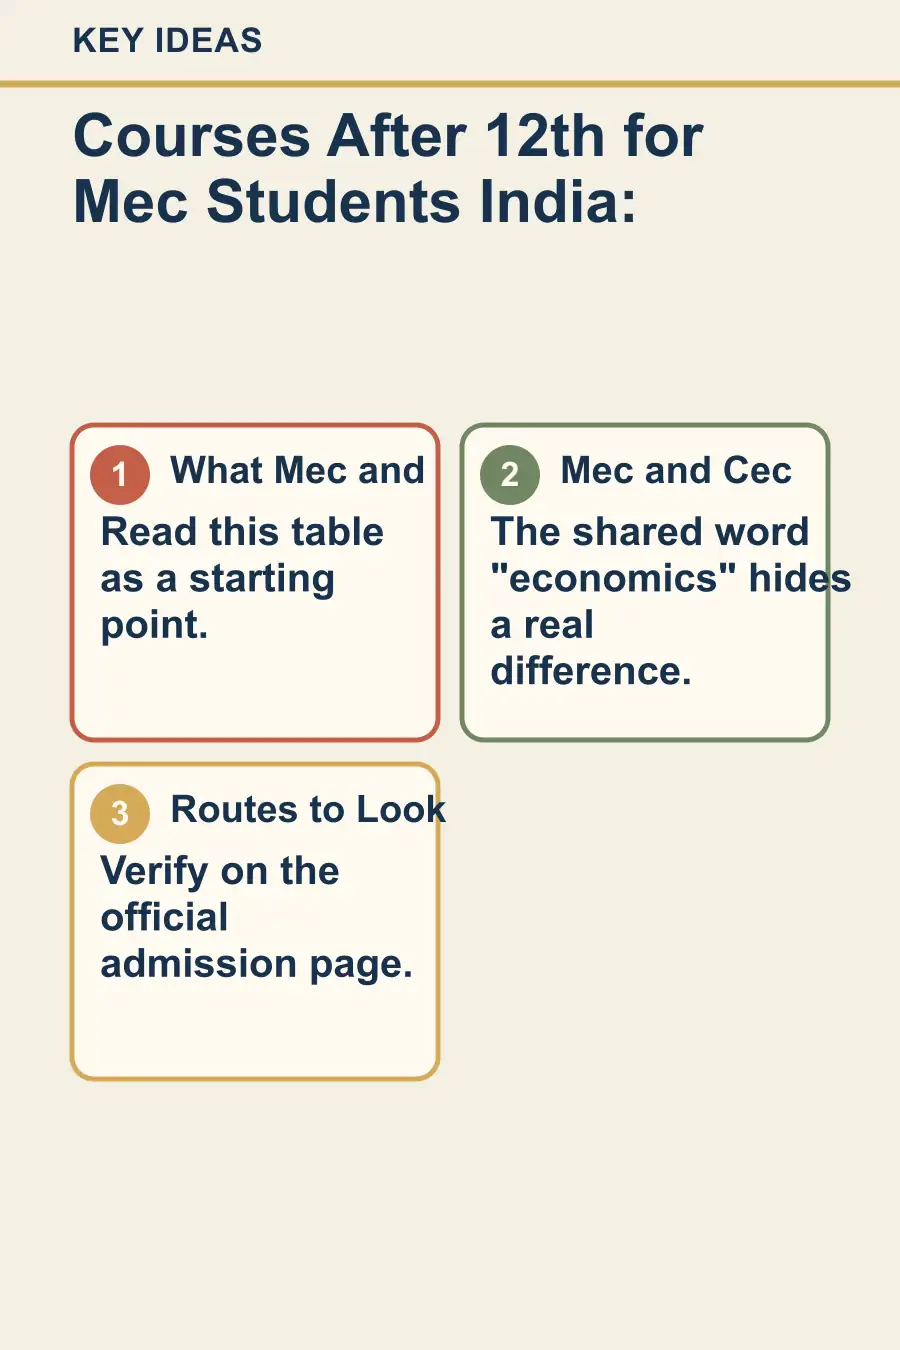 KEY IDEAS
Courses After 12th for
Mec Students India:
1 What Mec and
Read this table
as a starting
point.
2 Mec and Cec
The shared word
"economics" hides
a real
difference.
3 Routes to Look
Verify on the
official
admission page.